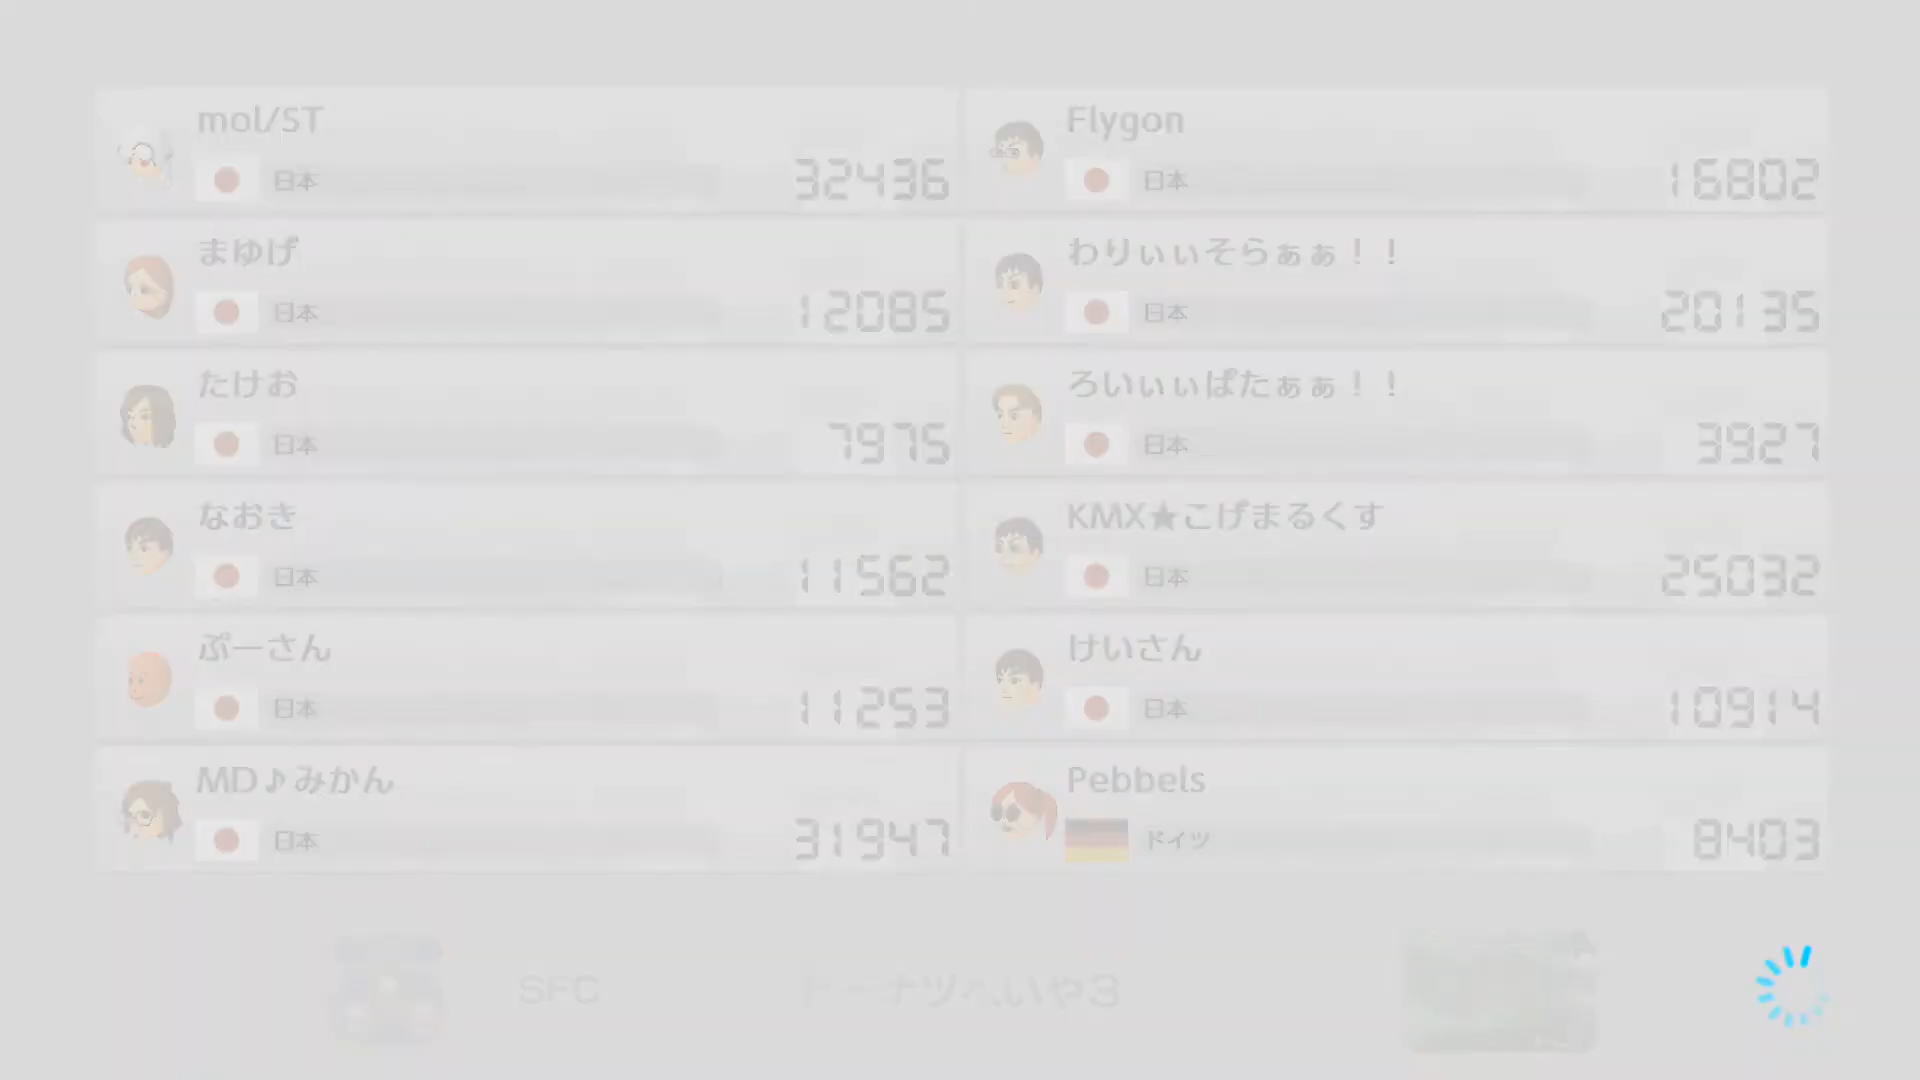 mol/ST
日本 32436
Flygon
日本 16802
まゆげ
日本 12085
わりぃぃそらぁぁ！！
日本 20135
たけお
日本 7975
ろいぃぃぱたぁぁ！！
日本 3927
なおき
日本 11562
KMX★こげまるくす
日本 25032
ぷーさん
日本 11253
けいさん
日本 10914
MD♪みかん
日本 31947
Pebbels
ドイツ 8403
SFC ドーナツへいや3